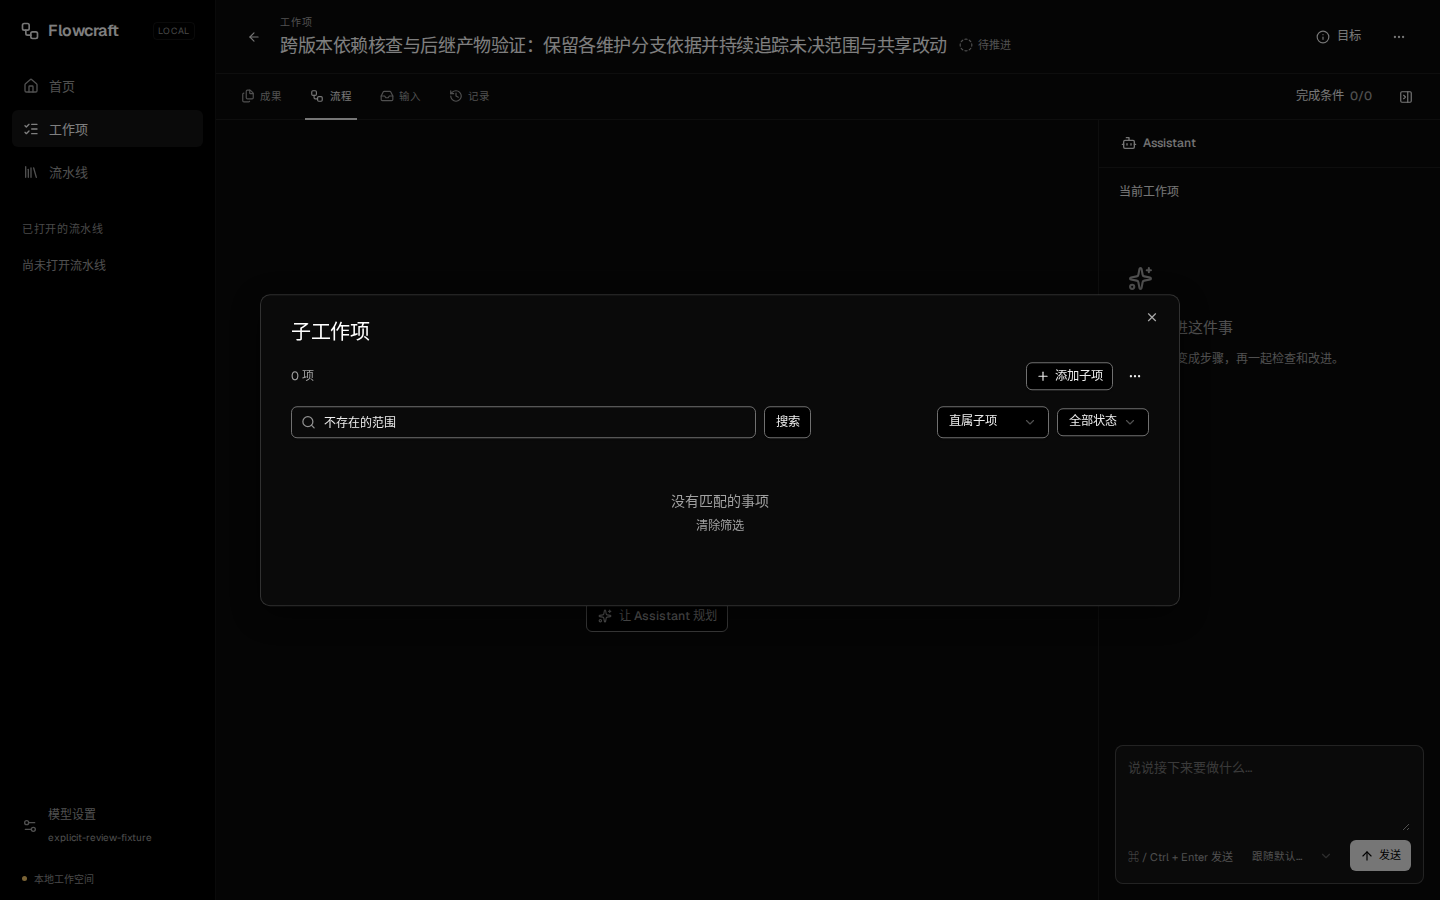 Flowcraft
LOCAL
首页
工作项
流水线
已打开的流水线
尚未打开流水线
模型设置
explicit-review-fixture
本地工作空间
工作项
跨版本依赖核查与后继产物验证：保留各维护分支依据并持续追踪未决范围与共享改动
待推进
目标
成果
流程
输入
记录
完成条件 0/0
Assistant
当前工作项
进这件事
变成步骤，再一起检查和改进。
子工作项
0 项
添加子项
不存在的范围
搜索
直属子项
全部状态
没有匹配的事项
清除筛选
让 Assistant 规划
说说接下来要做什么…
⌘ / Ctrl + Enter 发送
跟随默认…
发送